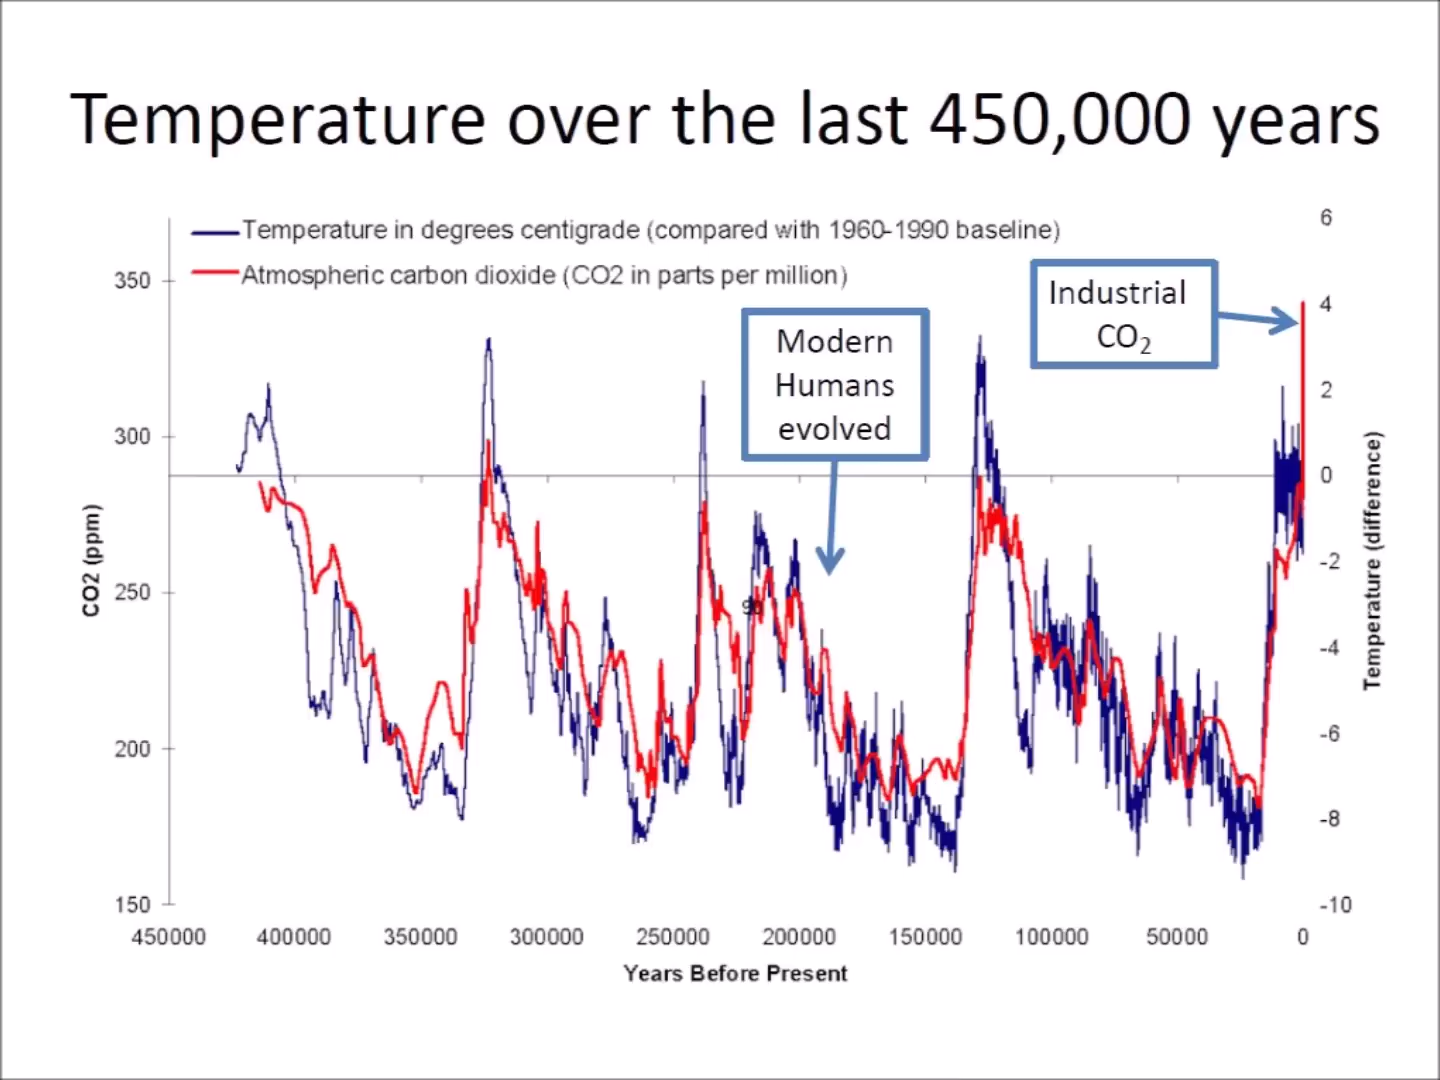 Temperature over the last 450,000 years
Temperature in degrees centigrade (compared with 1960-1990 baseline)
Atmospheric carbon dioxide (CO2 in parts per million)
Industrial
CO₂
Modern
Humans
evolved
350
300
250
200
150
CO2 (ppm)
6
4
2
0
-2
-4
-6
-8
-10
Temperature (difference)
450000 400000 350000 300000 250000 200000 150000 100000 50000 0
Years Before Present